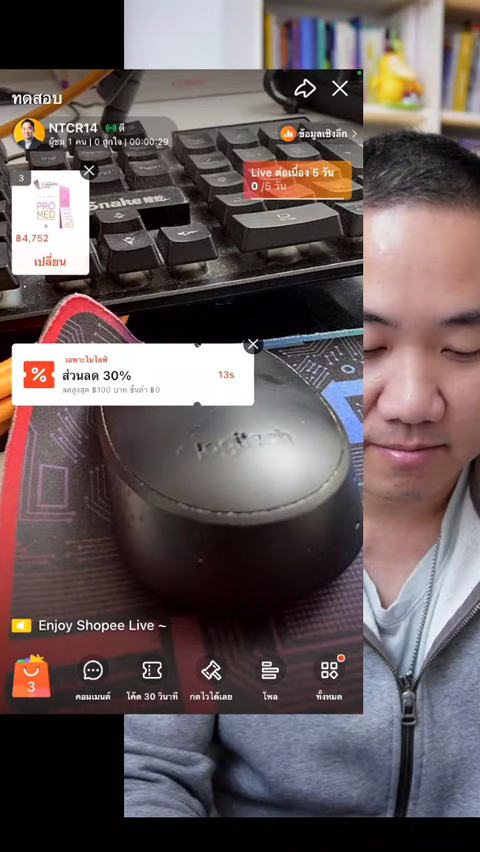 ทดสอบ
NTCR14 ดี
ผู้ชม 1 คน | 0 ถูกใจ | 00:00:29
ข้อมูลเชิงลึก
Live ต่อเนื่อง 5 วัน
0 /5 วัน
3
PRO
MED
฿4,752
เปลี่ยน
Snake
เฉพาะในไลฟ์
ส่วนลด 30%
13s
ลดสูงสุด ฿100 บาท ขั้นต่ำ ฿0
logitech
Enjoy Shopee Live ~
3
คอมเมนต์
โค้ด 30 วินาที
กดไวได้เลย
โพล
ทั้งหมด